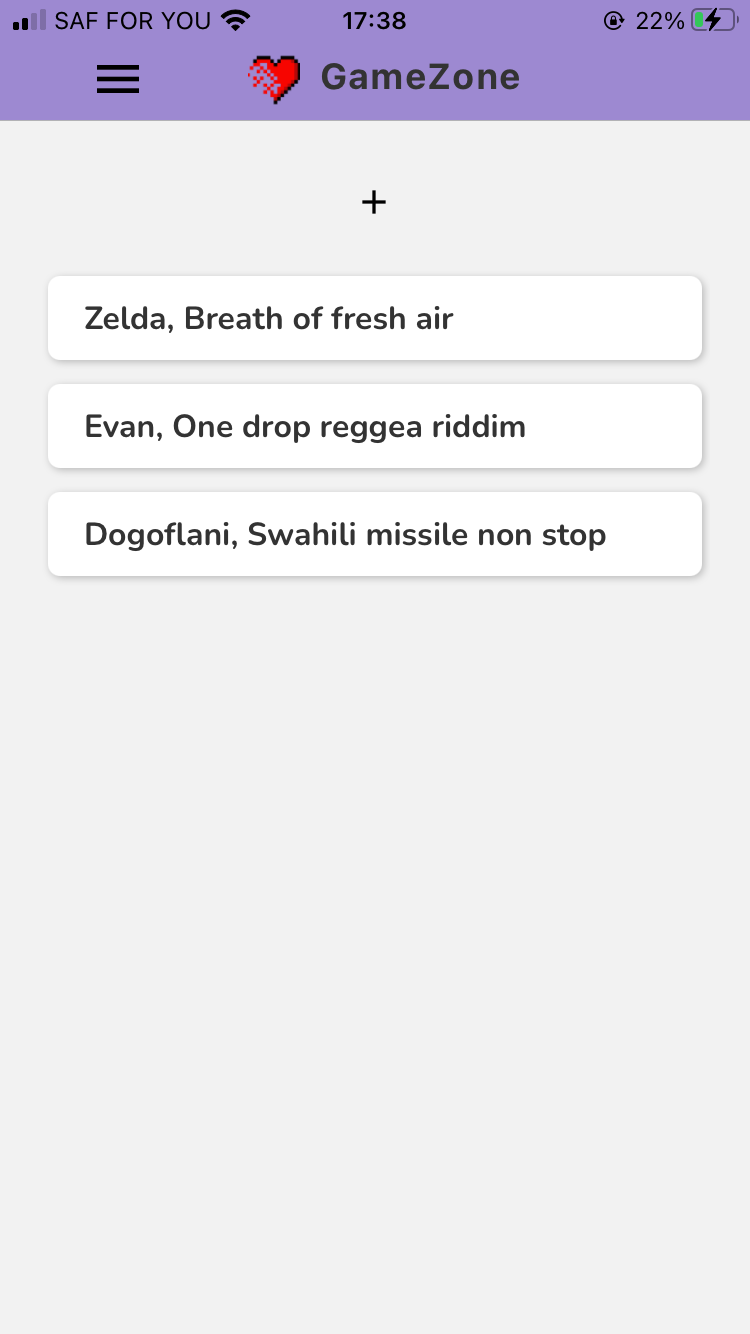 SAF FOR YOU 17:38 22%
GameZone
+
Zelda, Breath of fresh air
Evan, One drop reggea riddim
Dogoflani, Swahili missile non stop